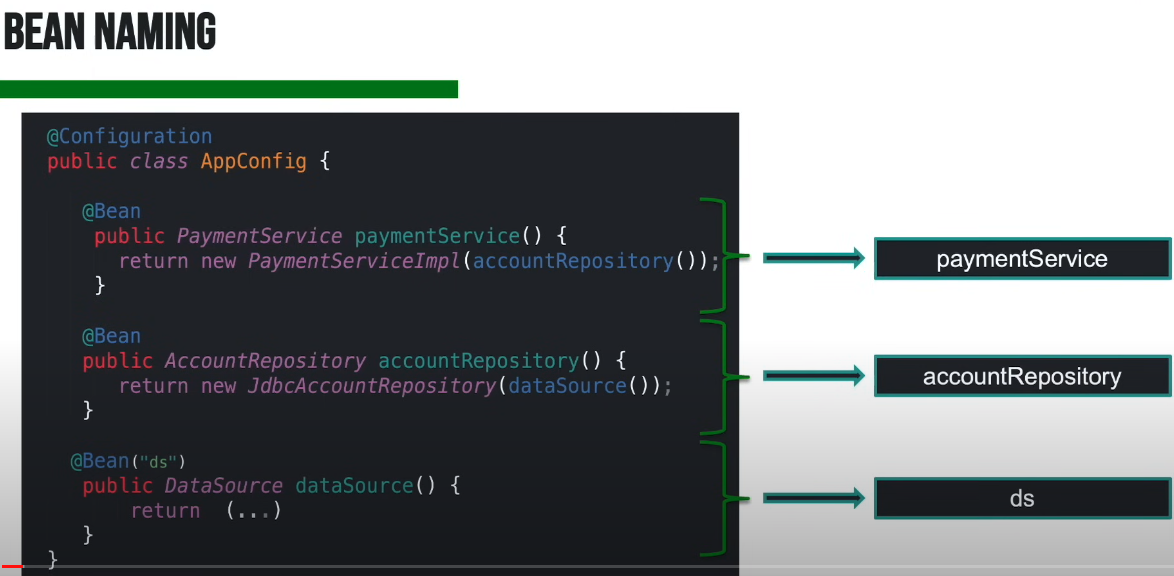 BEAN NAMING
@Configuration
public class AppConfig {
@Bean
public PaymentService paymentService() {
return new PaymentServiceImpl(accountRepository());
}
@Bean
public AccountRepository accountRepository() {
return new JdbcAccountRepository(dataSource());
}
@Bean("ds")
public DataSource dataSource() {
return (...)
}
}
paymentService
accountRepository
ds